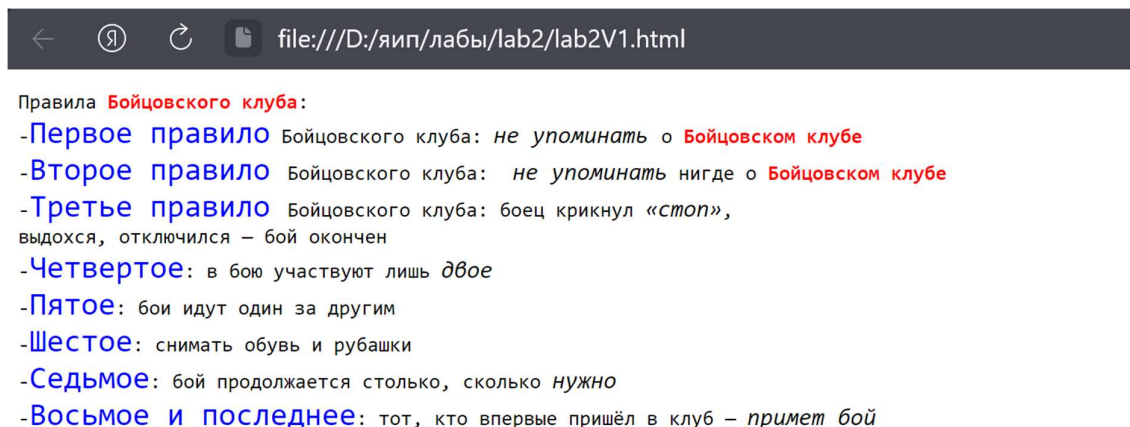 file:///D:/яип/лабы/lab2/lab2V1.html
Правила Бойцовского клуба:
-Первое правило Бойцовского клуба: не упоминать о Бойцовском клубе
-Второе правило Бойцовского клуба:  не упоминать нигде о Бойцовском клубе
-Третье правило Бойцовского клуба: боец крикнул «стоп»,
выдохся, отключился – бой окончен
-Четвертое: в бою участвуют лишь двое
-Пятое: бои идут один за другим
-Шестое: снимать обувь и рубашки
-Седьмое: бой продолжается столько, сколько нужно
-Восьмое и последнее: тот, кто впервые пришёл в клуб – примет бой